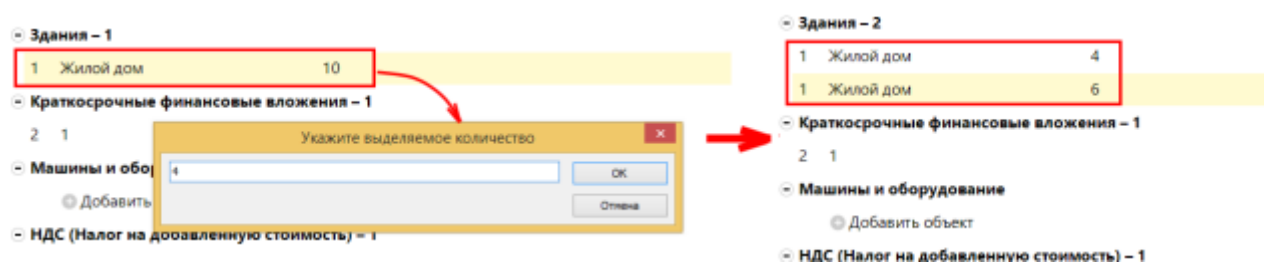 Здания – 1
1 Жилой дом 10
Краткосрочные финансовые вложения – 1
2 1
Укажите выделяемое количество
Машины и обор
4
ОК
Добавить
Отмена
НДС (Налог на добавленную стоимость) – 1
Здания – 2
1 Жилой дом 4
1 Жилой дом 6
Краткосрочные финансовые вложения – 1
2 1
Машины и оборудование
Добавить объект
НДС (Налог на добавленную стоимость) – 1